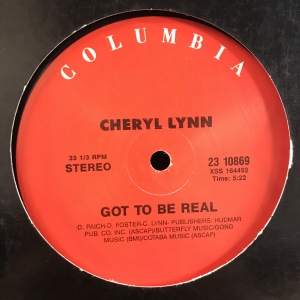 COLUMBIA
CHERYL LYNN
33 1/3 RPM
STEREO
23 10869
XSS 164492
Time: 5:22
GOT TO BE REAL
-D. PAICH-D. FOSTER-C. LYNN- PUBLISHERS: HUDMAR
PUB. CO. INC. (ASCAP)/BUTTERFLY MUSIC/GONG
MUSIC (BMI)/COTABA MUSIC (ASCAP)